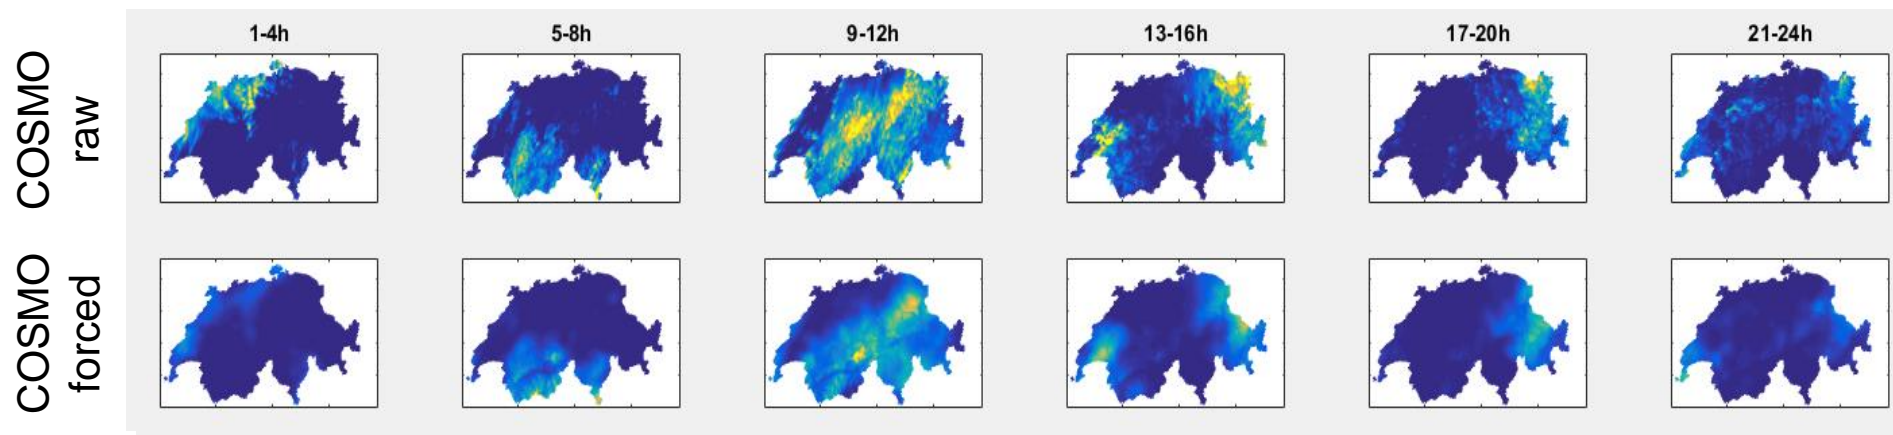 1-4h
5-8h
9-12h
13-16h
17-20h
21-24h
COSMO
raw
COSMO
forced